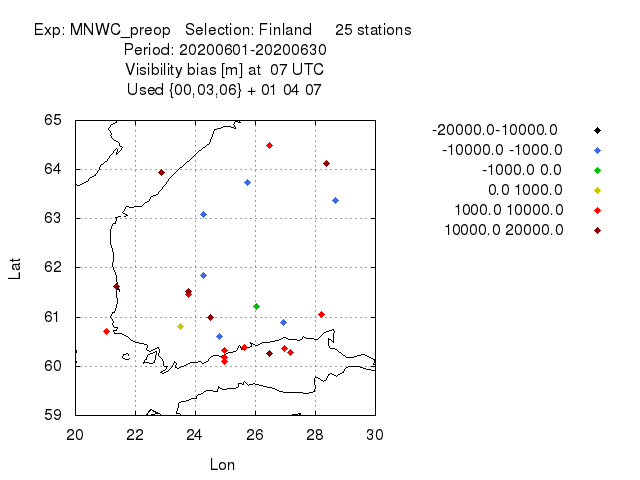 Exp: MNWC_preop   Selection: Finland      25 stations
Period: 20200601-20200630
Visibility bias [m] at  07 UTC
Used {00,03,06} + 01 04 07
-20000.0-10000.0
-10000.0 -1000.0
-1000.0 0.0
0.0 1000.0
1000.0 10000.0
10000.0 20000.0
65
64
63
62
61
60
59
Lat
20 22 24 26 28 30
Lon